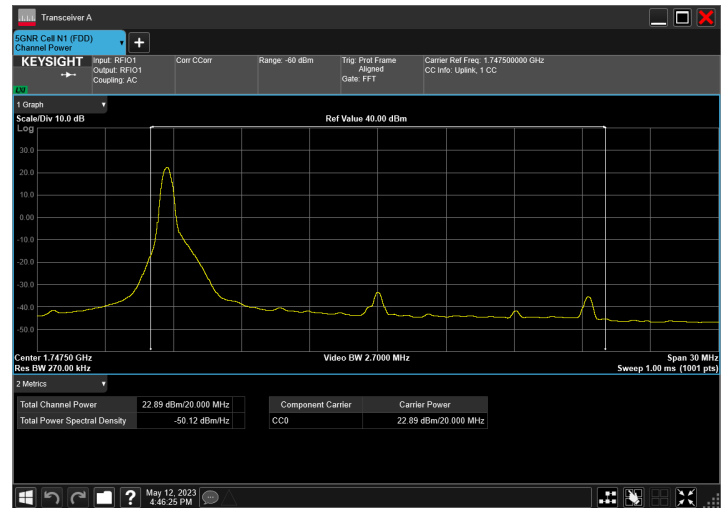 Transceiver A
5GNR Cell N1 (FDD)
Channel Power
KEYSIGHT
LXI
Input: RFIO1
Output: RFIO1
Coupling: AC
Corr CCorr
Range: -60 dBm
Trig: Prot Frame
Aligned
Gate: FFT
Carrier Ref Freq: 1.747500000 GHz
CC Info: Uplink, 1 CC
1 Graph
Scale/Div 10.0 dB
Ref Value 40.00 dBm
Log
30.0
20.0
10.0
0.00
-10.0
-20.0
-30.0
-40.0
-50.0
Center 1.74750 GHz
Video BW 2.7000 MHz
Span 30 MHz
Res BW 270.00 kHz
Sweep 1.00 ms (1001 pts)
2 Metrics
Total Channel Power 22.89 dBm/20.000 MHz
Total Power Spectral Density -50.12 dBm/Hz
Component Carrier Carrier Power
CC0 22.89 dBm/20.000 MHz
?
May 12, 2023
4:46:25 PM